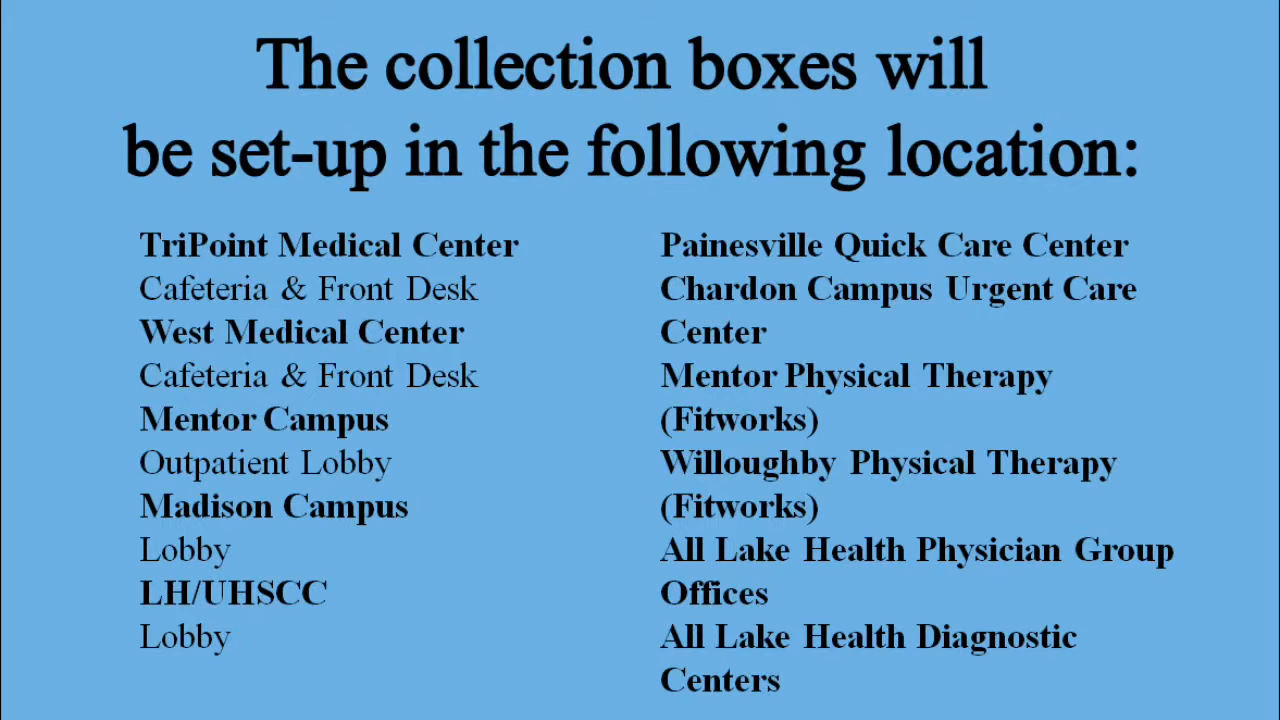 The collection boxes will
be set-up in the following location:
TriPoint Medical Center
Cafeteria & Front Desk
West Medical Center
Cafeteria & Front Desk
Mentor Campus
Outpatient Lobby
Madison Campus
Lobby
LH/UHSCC
Lobby
Painesville Quick Care Center
Chardon Campus Urgent Care
Center
Mentor Physical Therapy
(Fitworks)
Willoughby Physical Therapy
(Fitworks)
All Lake Health Physician Group
Offices
All Lake Health Diagnostic
Centers